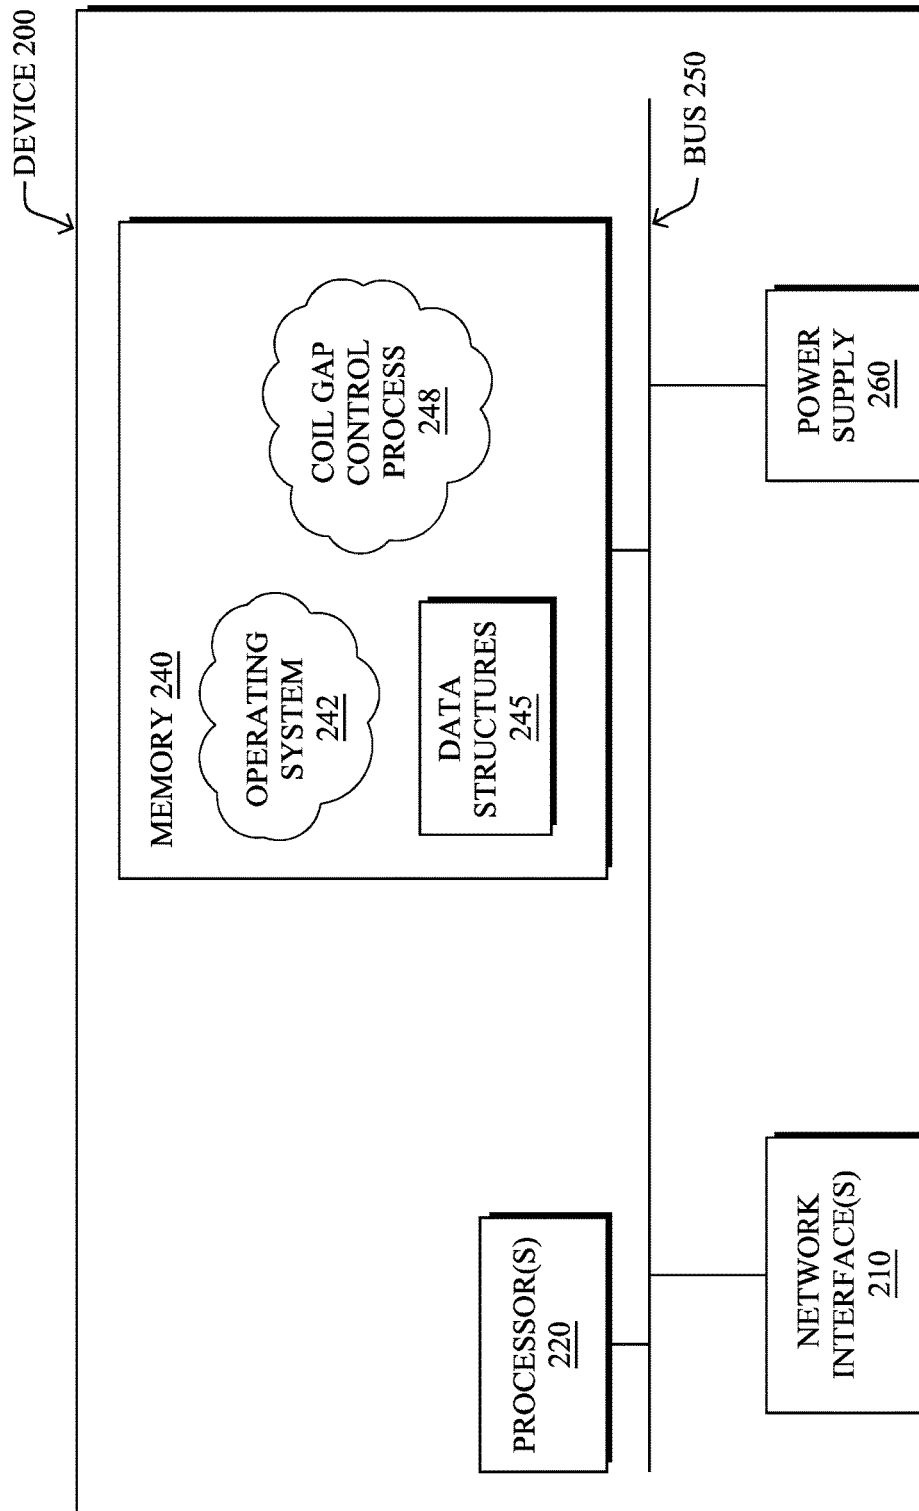 DEVICE 200
MEMORY 240
OPERATING
SYSTEM
242
COIL GAP
CONTROL
PROCESS
248
DATA
STRUCTURES
245
PROCESSOR(S)
220
BUS 250
NETWORK
INTERFACE(S)
210
POWER
SUPPLY
260